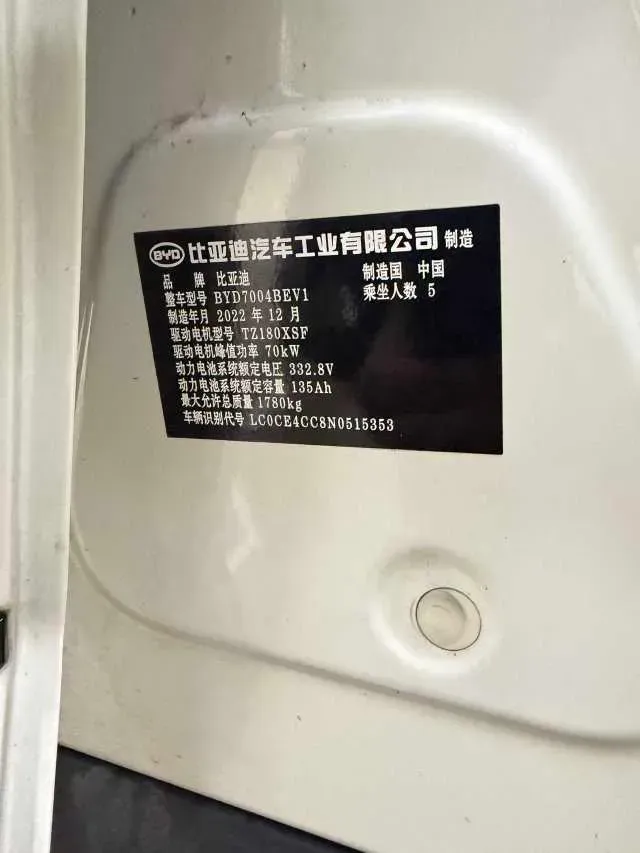 BYD 比亚迪汽车工业有限公司 制造
品 牌 比亚迪 制造国 中国
整车型号 BYD7004BEV1 乘坐人数 5
制造年月 2022 年 12 月
驱动电机型号 TZ180XSF
驱动电机峰值功率 70kW
动力电池系统额定电压 332.8V
动力电池系统额定容量 135Ah
最大允许总质量 1780kg
车辆识别代号 LC0CE4CC8N0515353